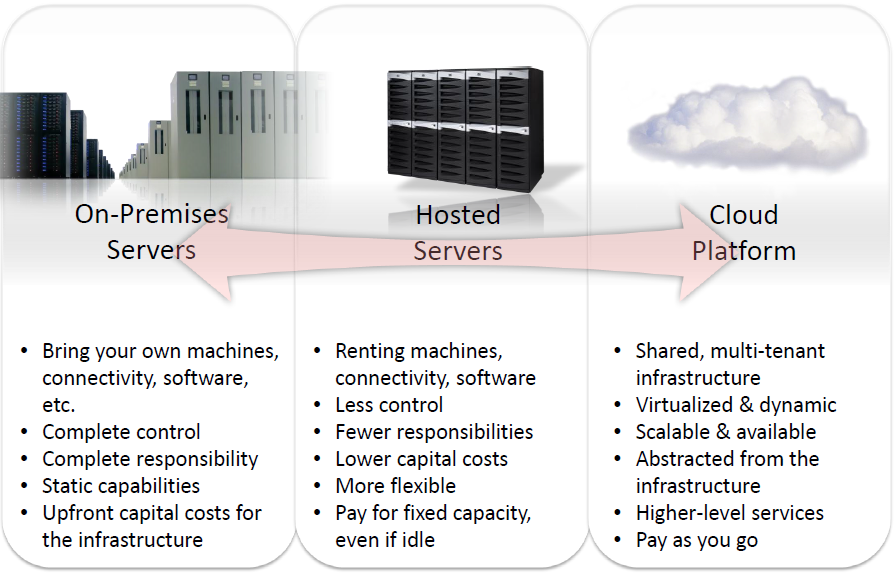 On-Premises
Servers
Hosted
Servers
Cloud
Platform
• Bring your own machines,
connectivity, software,
etc.
• Complete control
• Complete responsibility
• Static capabilities
• Upfront capital costs for
the infrastructure
• Renting machines,
connectivity, software
• Less control
• Fewer responsibilities
• Lower capital costs
• More flexible
• Pay for fixed capacity,
even if idle
• Shared, multi-tenant
infrastructure
• Virtualized & dynamic
• Scalable & available
• Abstracted from the
infrastructure
• Higher-level services
• Pay as you go